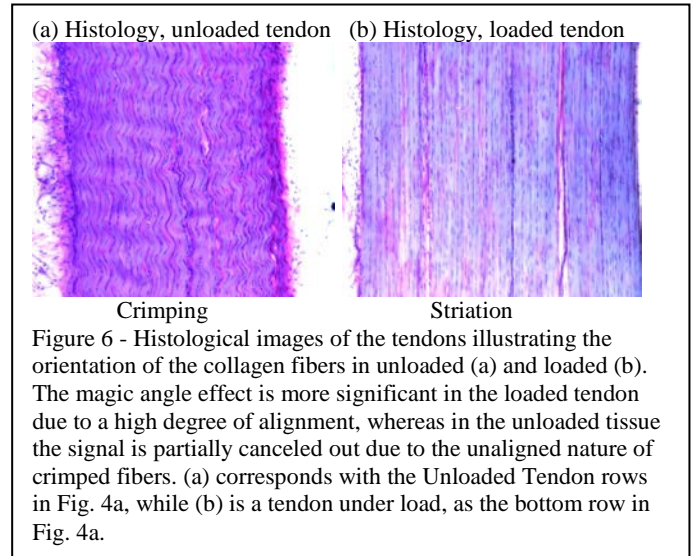 (a) Histology, unloaded tendon (b) Histology, loaded tendon
Crimping Striation
Figure 6 - Histological images of the tendons illustrating the
orientation of the collagen fibers in unloaded (a) and loaded (b).
The magic angle effect is more significant in the loaded tendon
due to a high degree of alignment, whereas in the unloaded tissue
the signal is partially canceled out due to the unaligned nature of
crimped fibers. (a) corresponds with the Unloaded Tendon rows
in Fig. 4a, while (b) is a tendon under load, as the bottom row in
Fig. 4a.